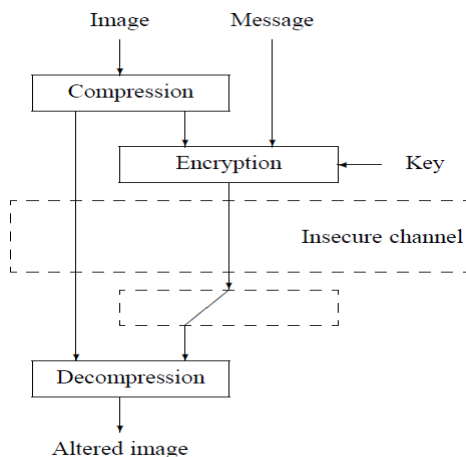 Image
Message
Compression
Encryption
Key
Insecure channel
Decompression
Altered image